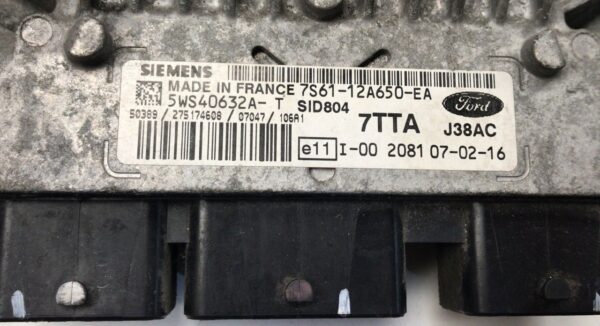 SIEMENS
MADE IN FRANCE 7S61-12A650-EA
5WS40632A- T SID804
50389 / 275174608 / 07047 / 106A1
Ford
7TTA J38AC
e11 I-00 2081 07-02-16